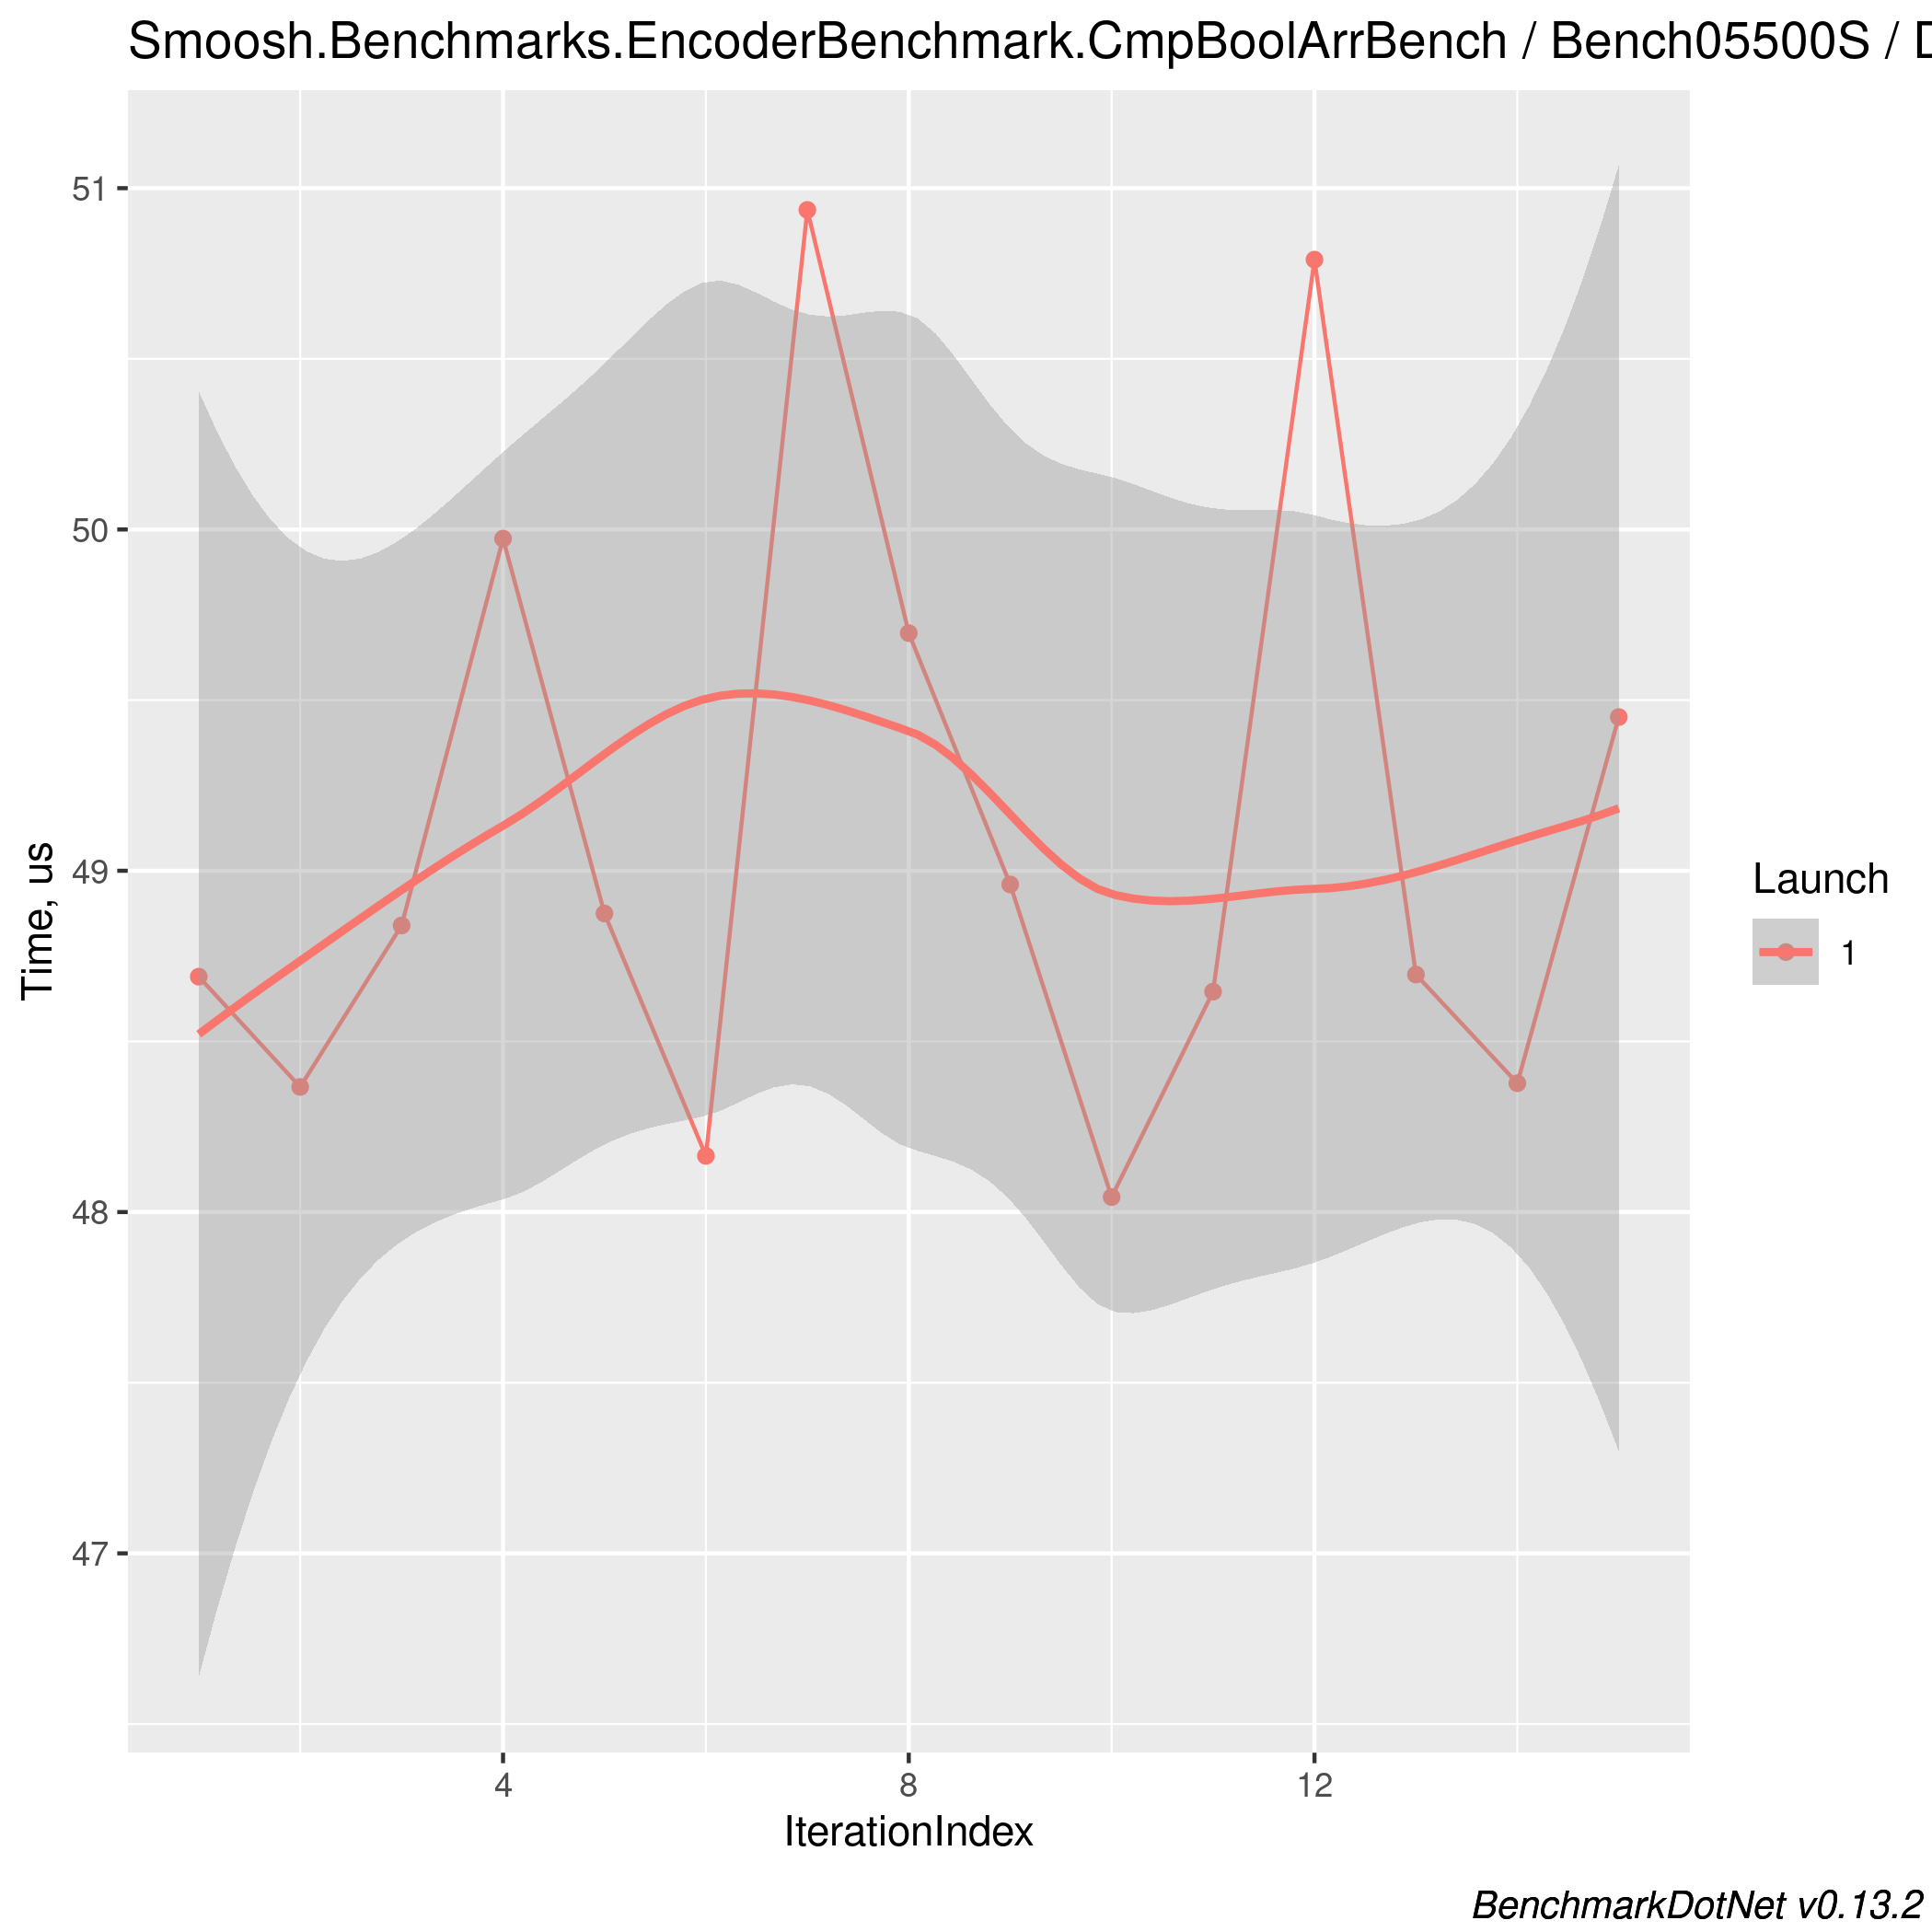 Smoosh.Benchmarks.EncoderBenchmark.CmpBoolArrBench / Bench05500S /
51
50
49
48
47
Time, us
4 8 12
IterationIndex
Launch
1
BenchmarkDotNet v0.13.2